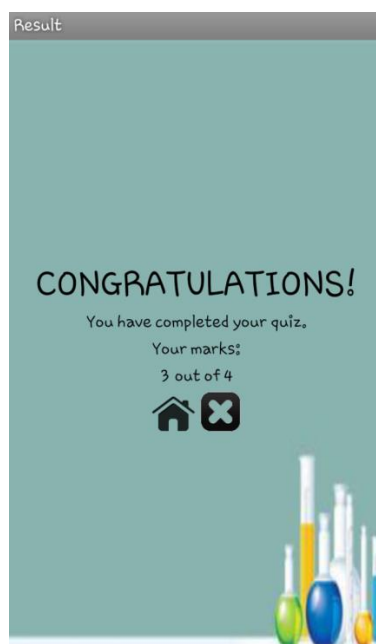 Result
CONGRATULATIONS!
You have completed your quiz.
Your marks:
3 out of 4